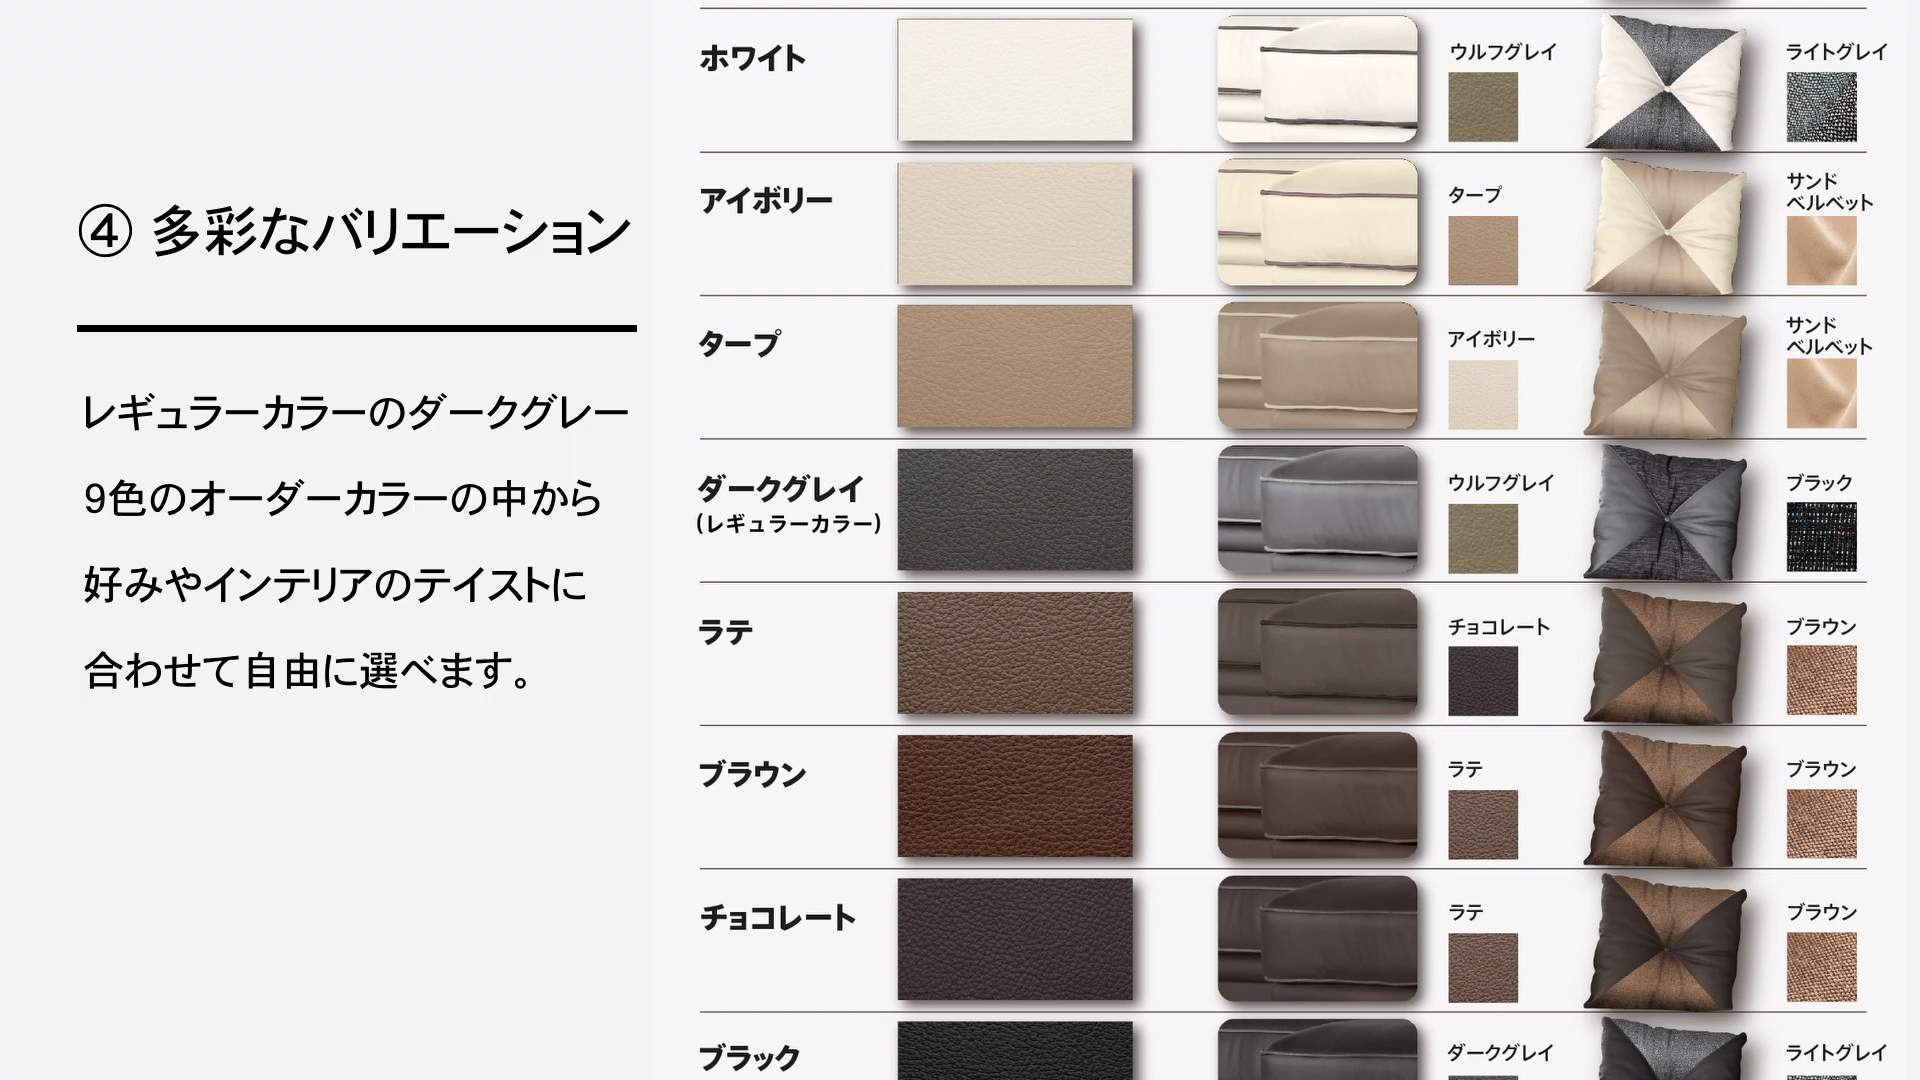 ④ 多彩なバリエーション
レギュラーカラーのダークグレー
9色のオーダーカラーの中から
好みやインテリアのテイストに
合わせて自由に選べます。
ホワイト
ウルフグレイ
ライトグレイ
アイボリー
タープ
サンド
ベルベット
タープ
アイボリー
サンド
ベルベット
ダークグレイ
(レギュラーカラー)
ウルフグレイ
ブラック
ラテ
チョコレート
ブラウン
ブラウン
ラテ
ブラウン
チョコレート
ラテ
ブラウン
ブラック
ダークグレイ
ライトグレイ